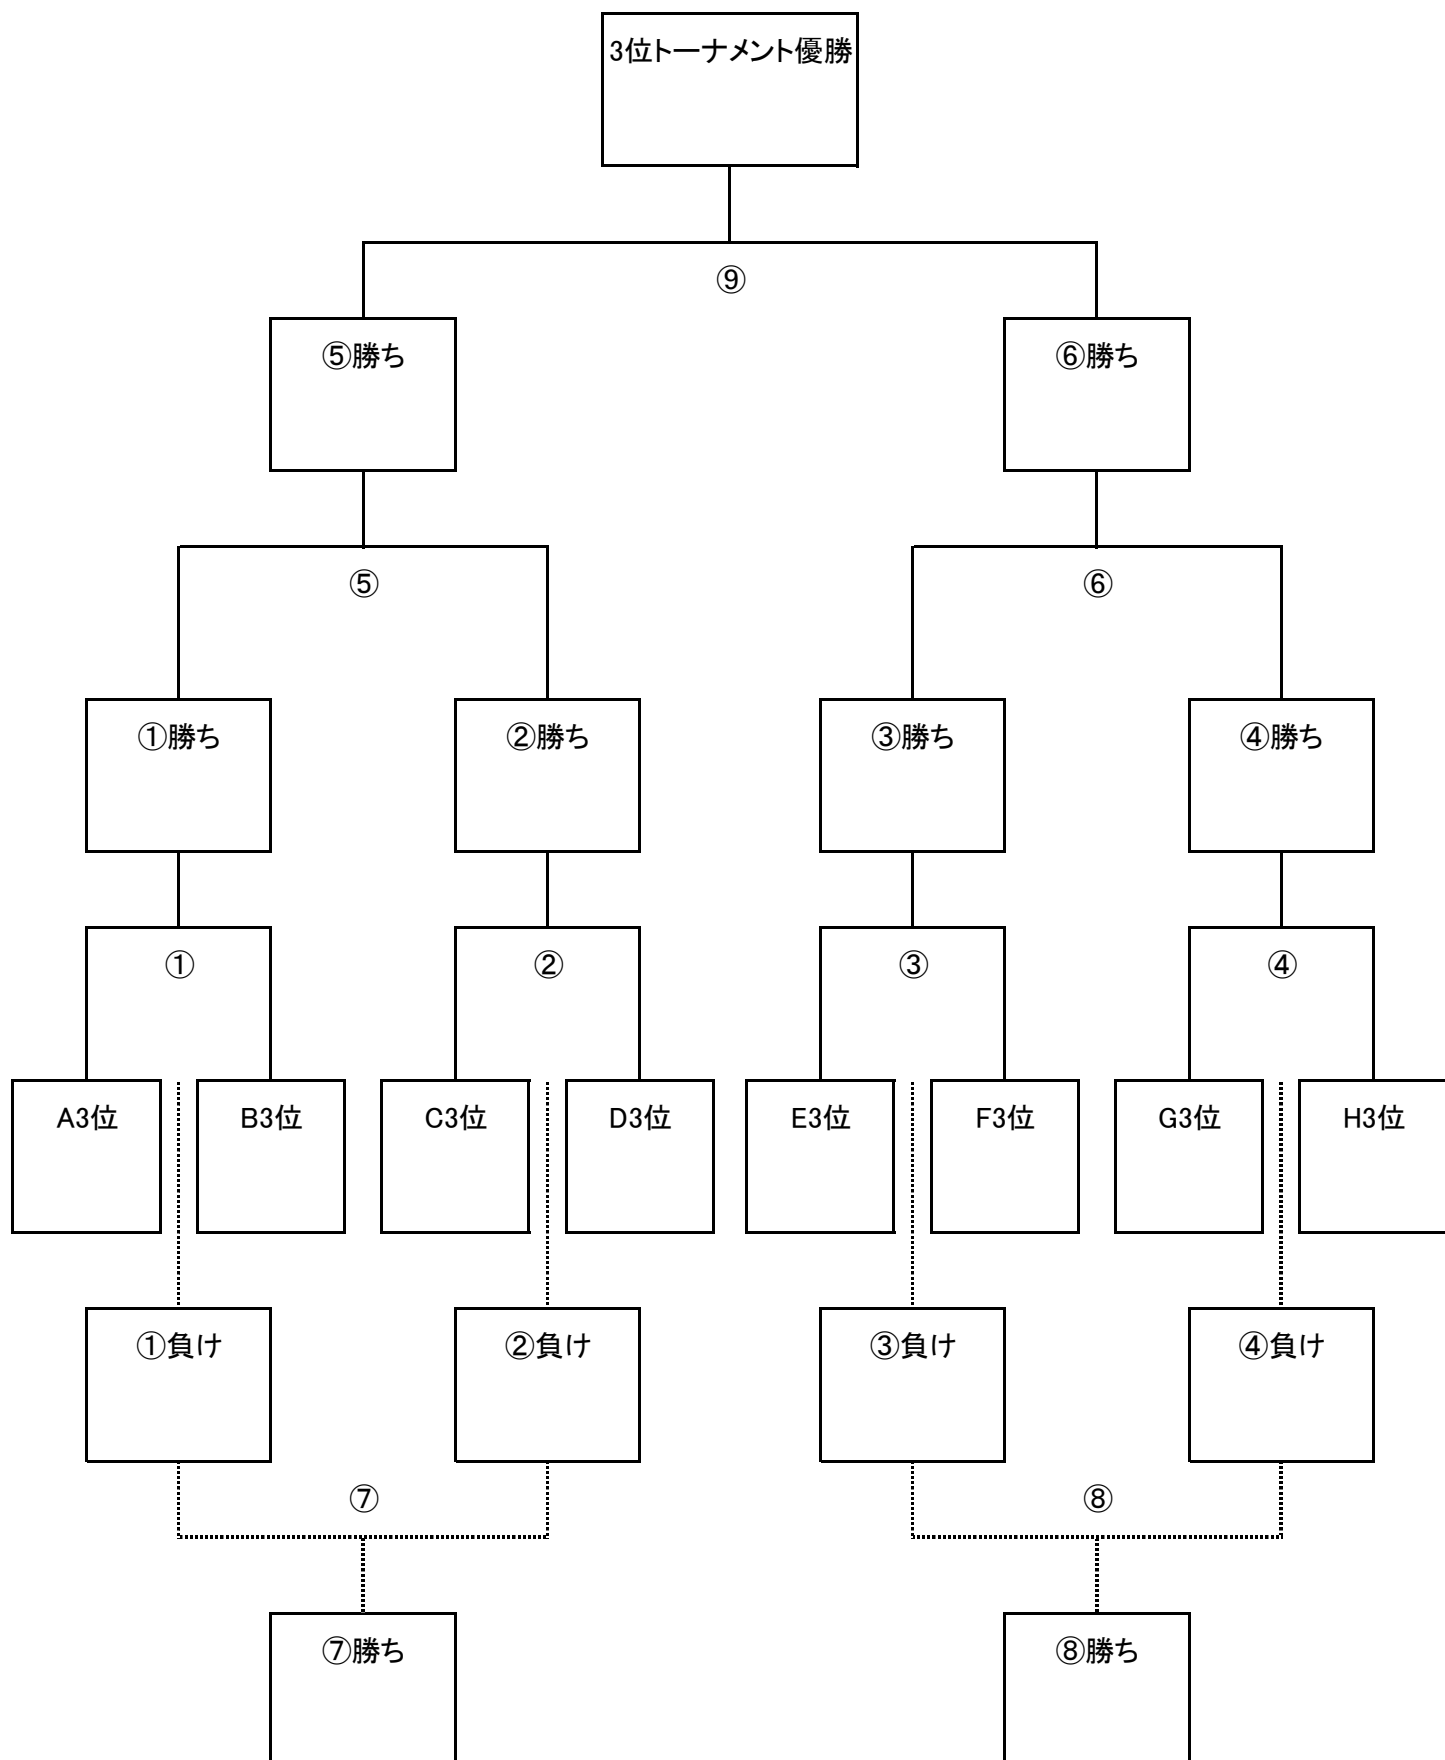 3位トーナメント優勝
⑨
⑤勝ち
⑥勝ち
⑤
⑥
①勝ち
②勝ち
③勝ち
④勝ち
①
②
③
④
A3位
B3位
C3位
D3位
E3位
F3位
G3位
H3位
①負け
②負け
③負け
④負け
⑦
⑧
⑦勝ち
⑧勝ち